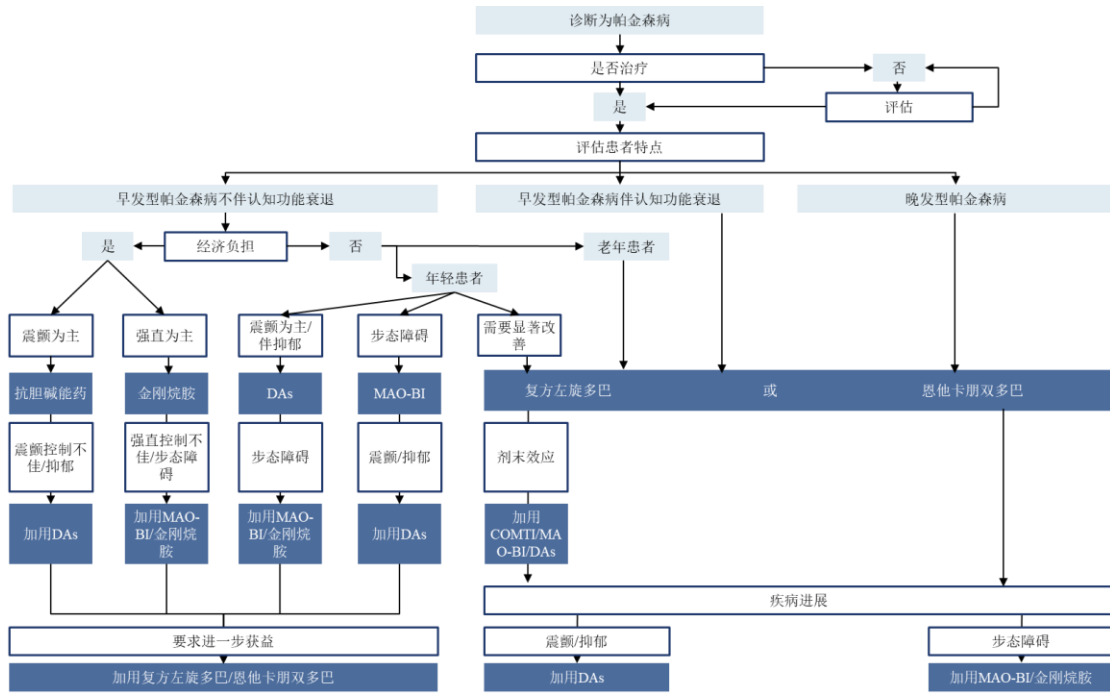 诊断为帕金森病
是否治疗
否
是
评估
评估患者特点
早发型帕金森病不伴认知功能衰退
早发型帕金森病伴认知功能衰退
晚发型帕金森病
是
经济负担
否
老年患者
年轻患者
震颤为主
强直为主
震颤为主/
伴抑郁
步态障碍
需要显著改
善
抗胆碱能药
金刚烷胺
DAs
MAO-BI
复方左旋多巴
或
恩他卡朋双多巴
震颤控制不
佳/抑郁
强直控制不
佳/步态障
碍
步态障碍
震颤/抑郁
剂末效应
加用DAs
加用MAO-
BI/金刚烷
胺
加用MAO-
BI/金刚烷
胺
加用DAs
加用
COMTI/MA
O-BI/DAs
疾病进展
要求进一步获益
震颤/抑郁
步态障碍
加用复方左旋多巴/恩他卡朋双多巴
加用DAs
加用MAO-BI/金刚烷胺